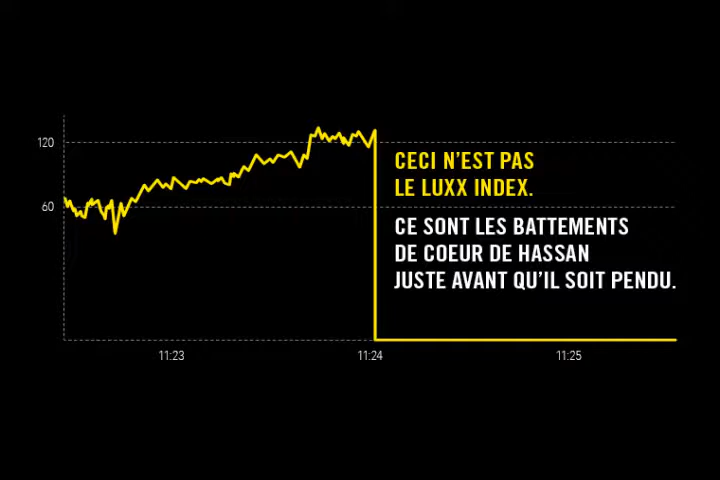 120
CECI N'EST PAS
LE LUXX INDEX.
60
CE SONT LES BATTEMENTS
DE COEUR DE HASSAN
JUSTE AVANT QU'IL SOIT PENDU.
11:23
11:24
11:25